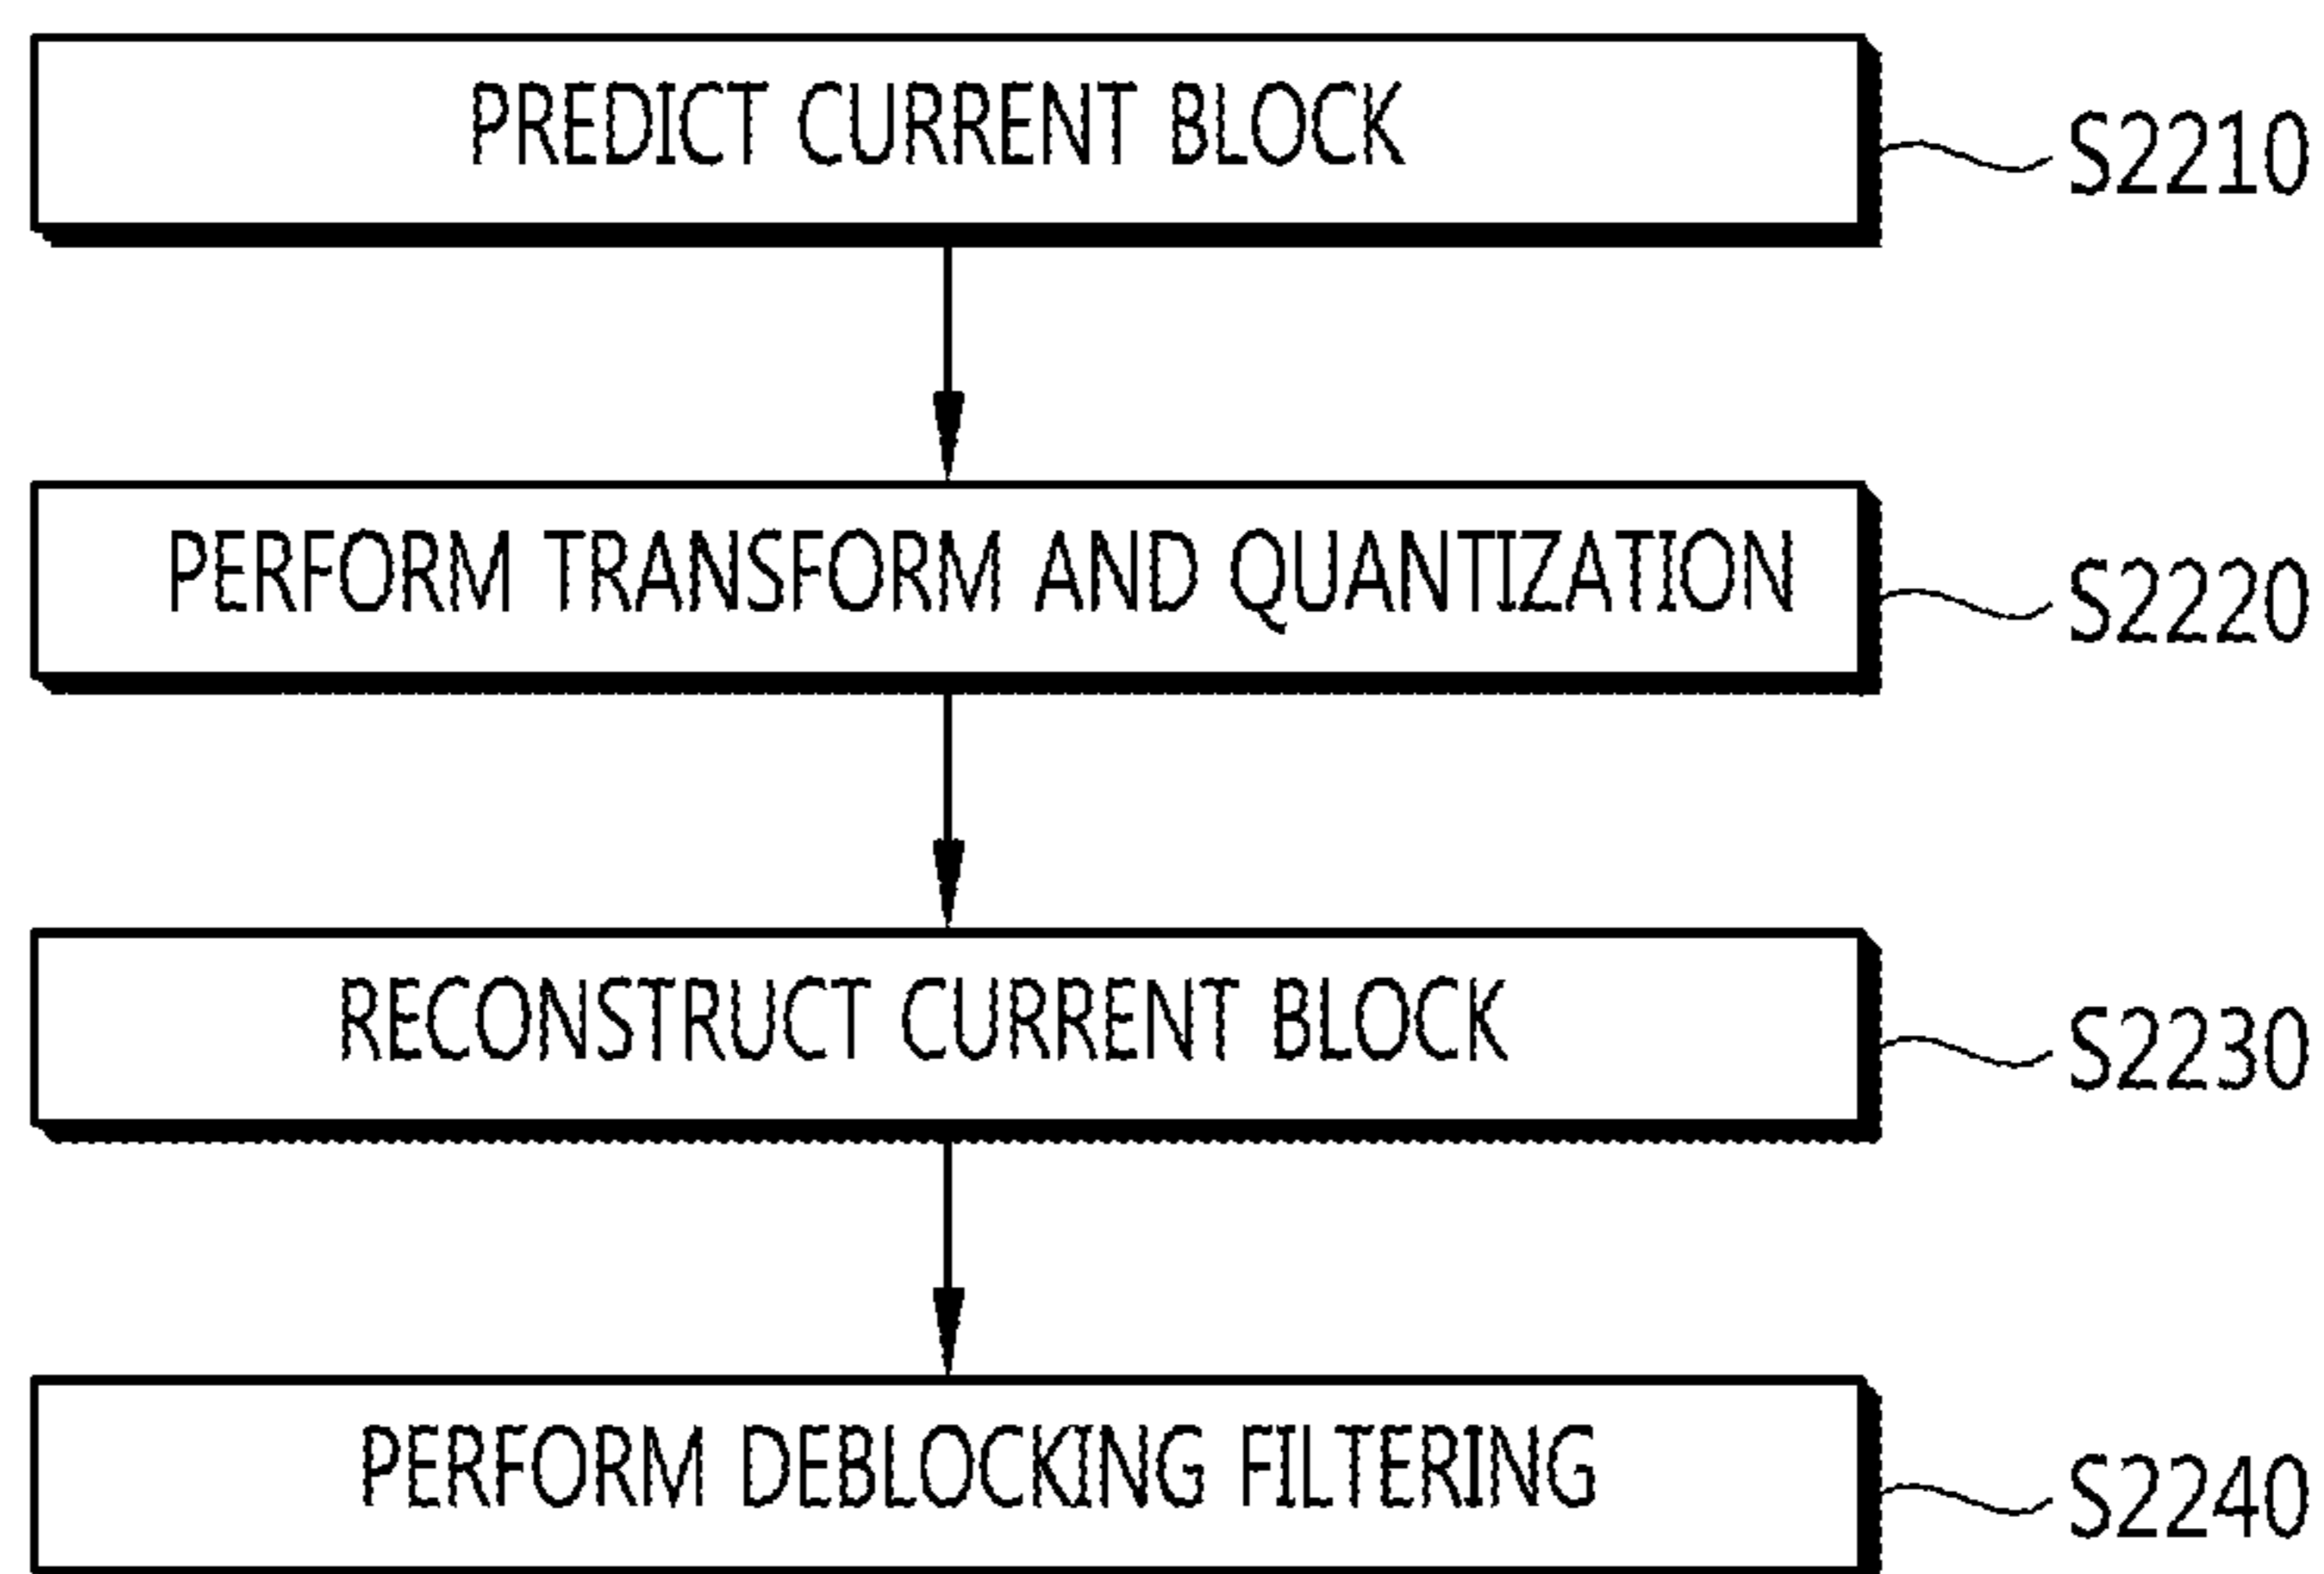 PREDICT CURRENT BLOCK
S2210
PERFORM TRANSFORM AND QUANTIZATION
S2220
RECONSTRUCT CURRENT BLOCK
S2230
PERFORM DEBLOCKING FILTERING
S2240